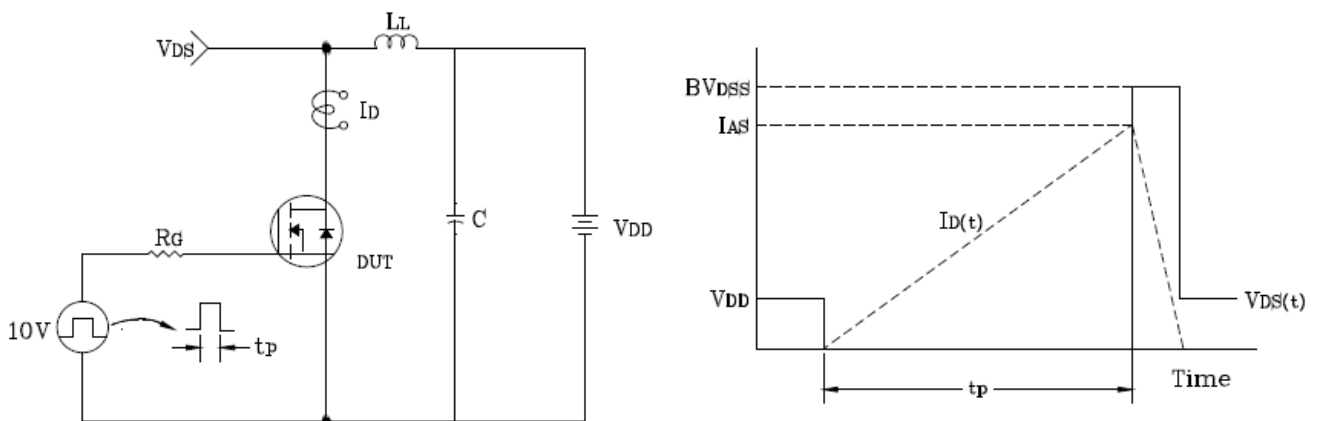 LL
VDS
ID
C
VDD
RG
DUT
10V
tp
BVDSS
IAS
ID(t)
VDD
VDS(t)
tp
Time